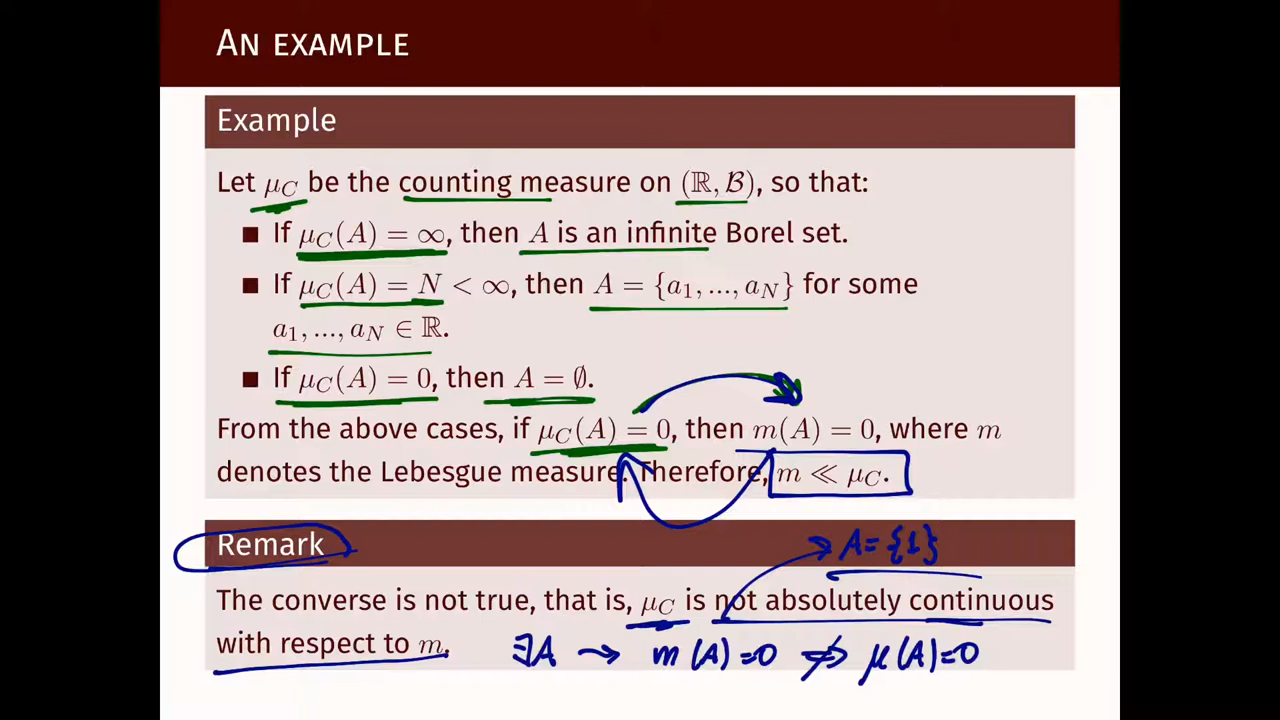 AN EXAMPLE
Example
Let μ_C be the counting measure on (ℝ, ℬ), so that:
■ If μ_C(A) = ∞, then A is an infinite Borel set.
■ If μ_C(A) = N < ∞, then A = {a₁, ..., a_N} for some
a₁, ..., a_N ∈ ℝ.
■ If μ_C(A) = 0, then A = ∅.
From the above cases, if μ_C(A) = 0, then m(A) = 0, where m
denotes the Lebesgue measure. Therefore, m ≪ μ_C.
Remark
A = {1}
The converse is not true, that is, μ_C is not absolutely continuous
with respect to m.
∃A → m(A)=0 ⇏ μ(A)=0